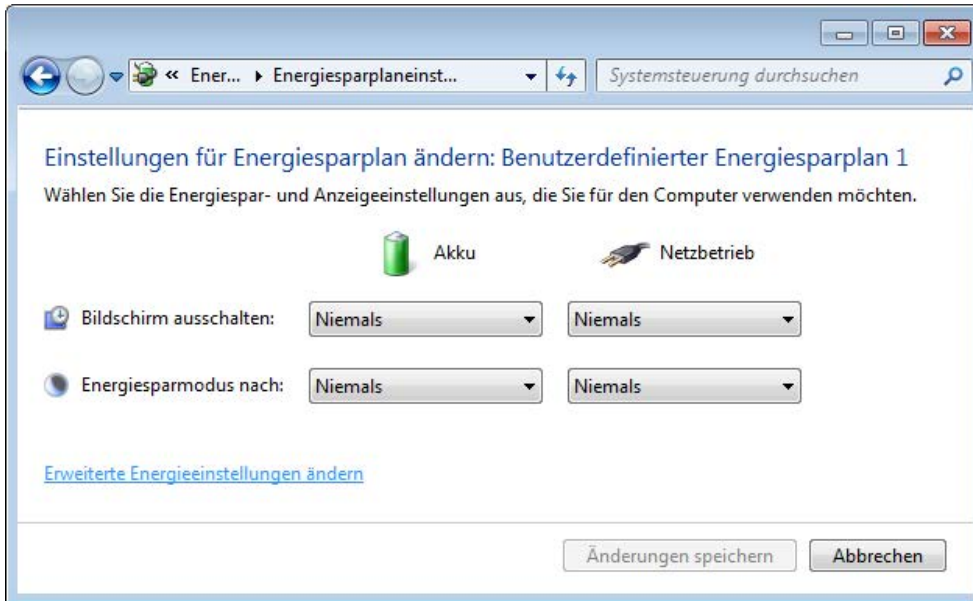 « Ener... ▸ Energiesparplaneinst...
Systemsteuerung durchsuchen
Einstellungen für Energiesparplan ändern: Benutzerdefinierter Energiesparplan 1
Wählen Sie die Energiespar- und Anzeigeeinstellungen aus, die Sie für den Computer verwenden möchten.
Akku Netzbetrieb
Bildschirm ausschalten: Niemals Niemals
Energiesparmodus nach: Niemals Niemals
Erweiterte Energieeinstellungen ändern
Änderungen speichern Abbrechen